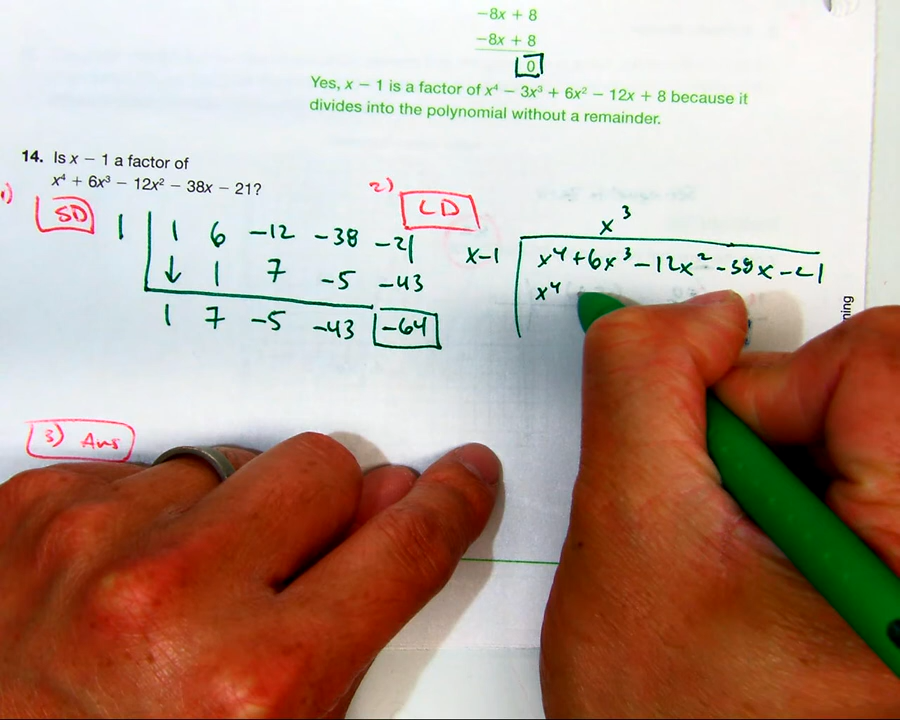 -8x + 8
-8x + 8
0
Yes, x − 1 is a factor of x⁴ − 3x³ + 6x² − 12x + 8 because it
divides into the polynomial without a remainder.
14. Is x − 1 a factor of
x⁴ + 6x³ − 12x² − 38x − 21?
1) SD
1 | 1 6 -12 -38 -21
↓ 1 7 -5 -43
1 7 -5 -43 -64
2) LD
x³
x-1 x⁴+6x³-12x²-38x-21
x⁴
3) Ans
ning